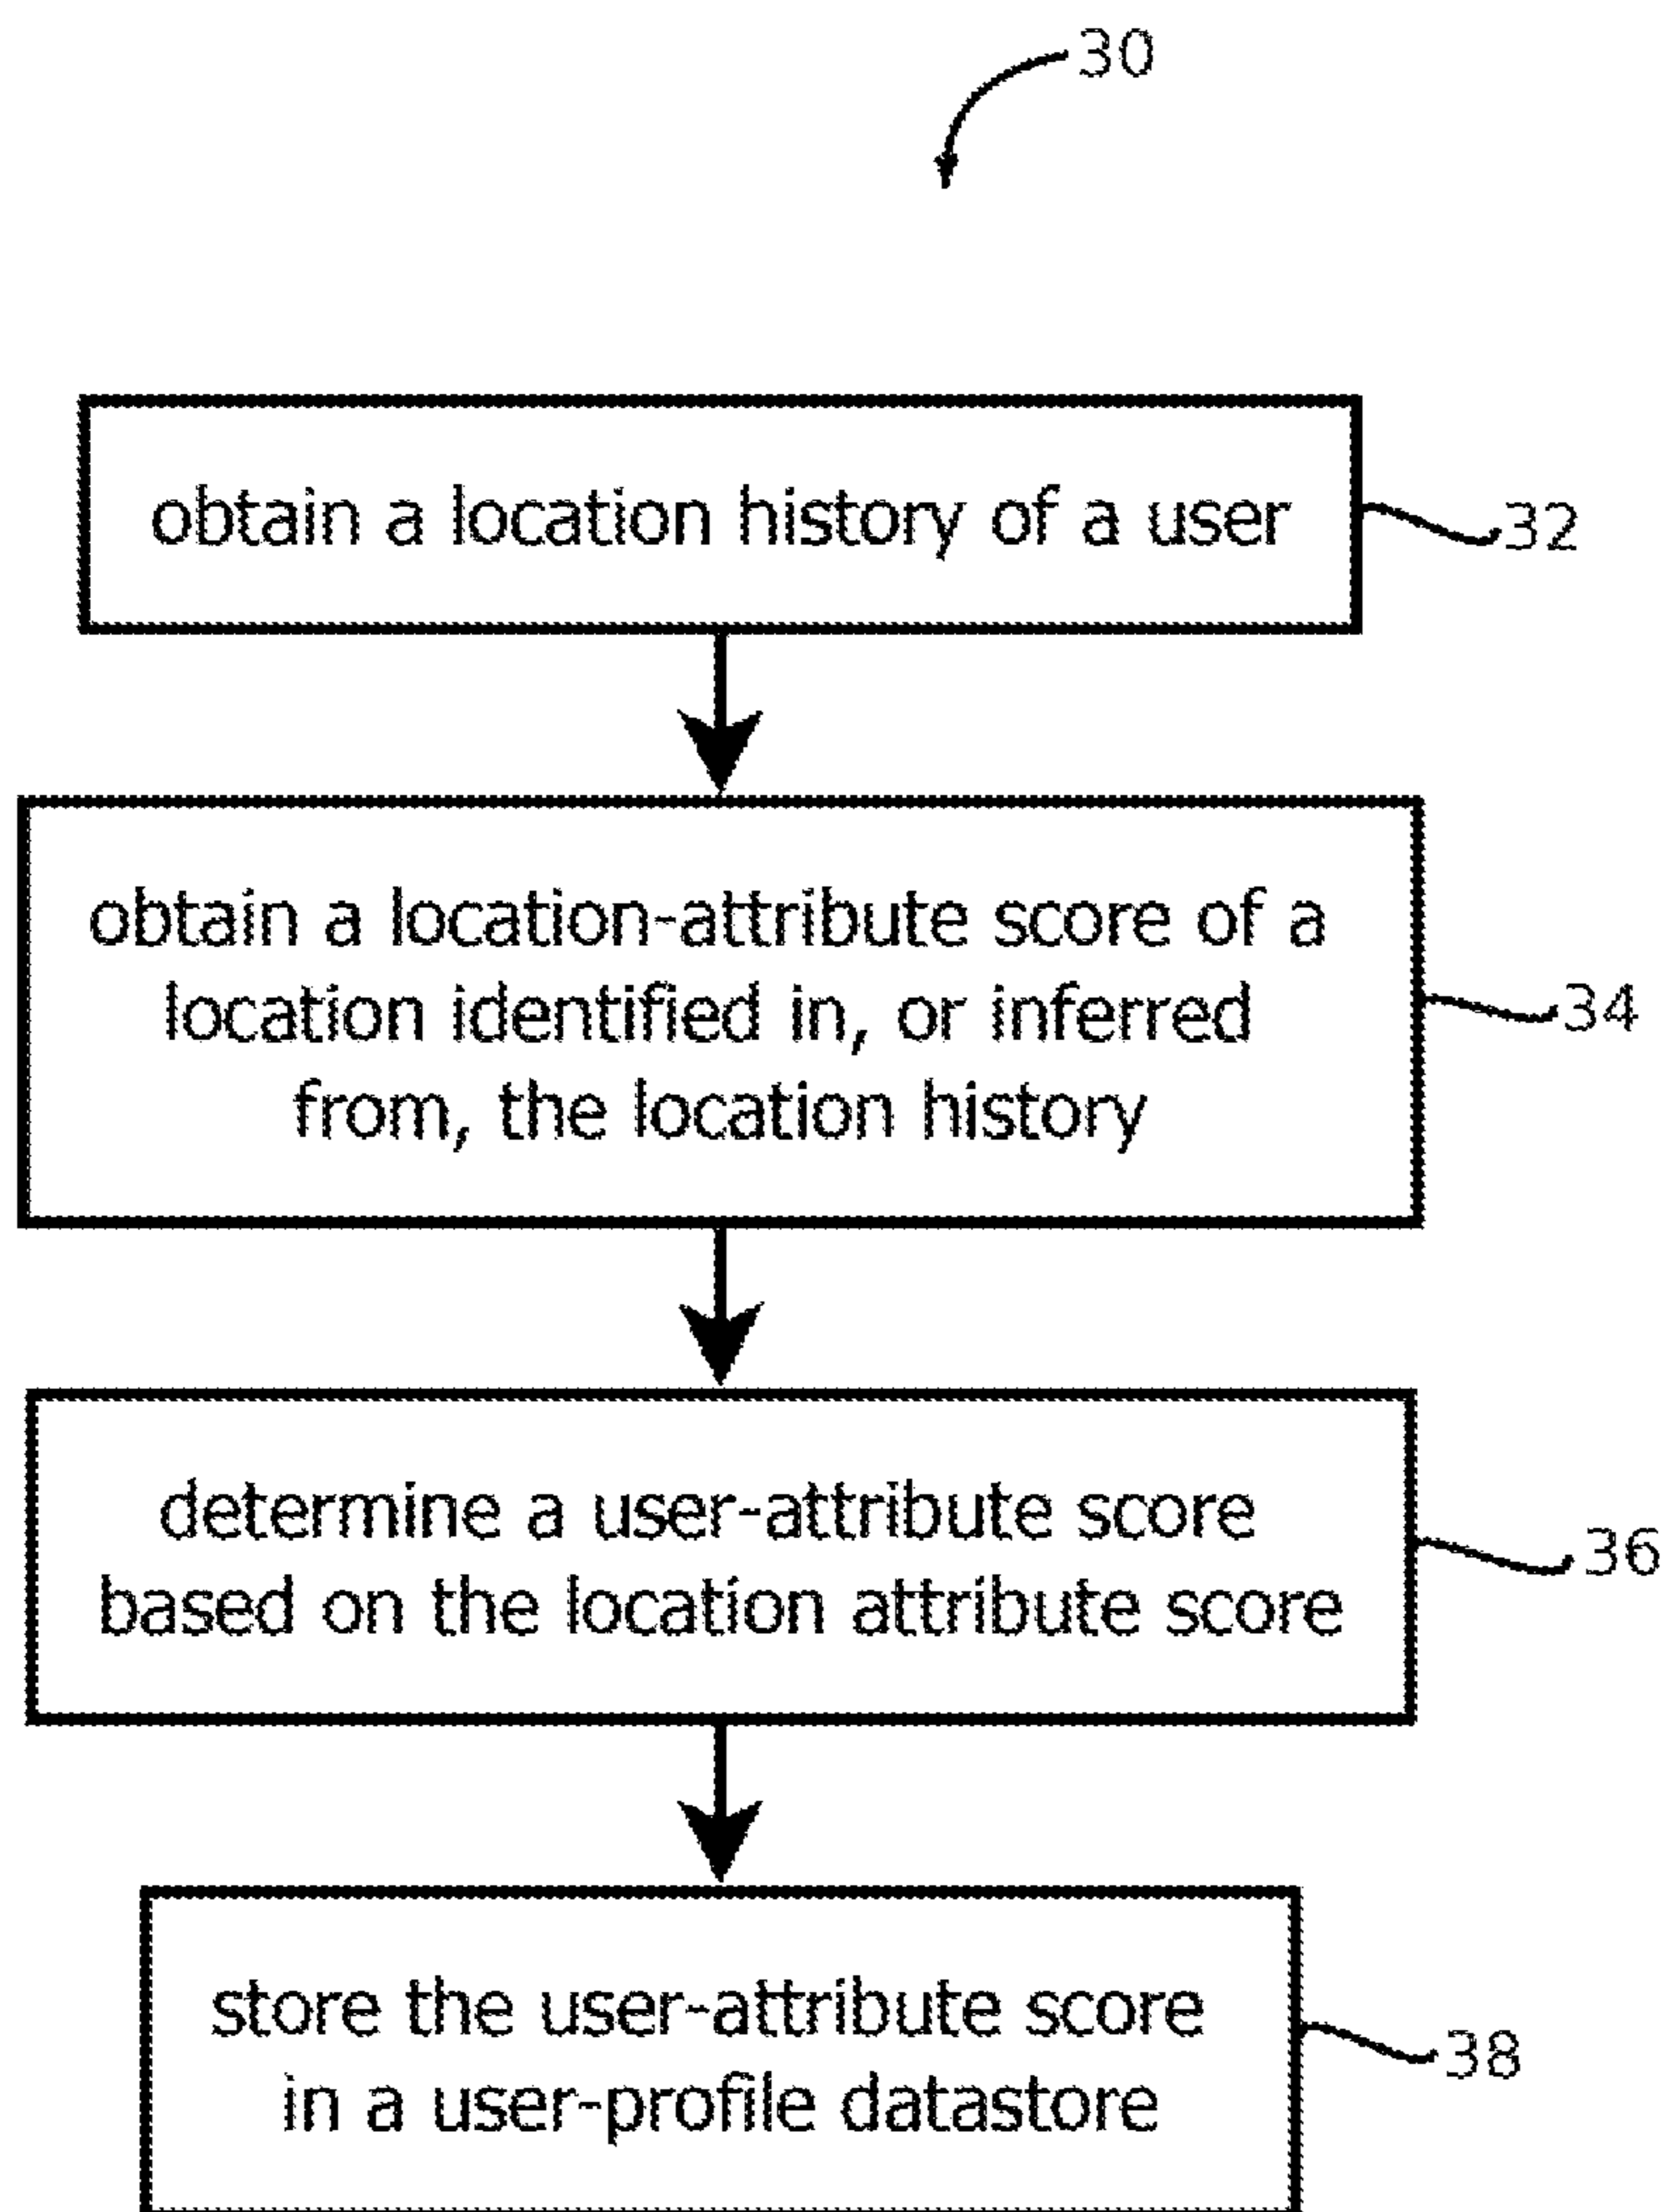 30
obtain a location history of a user
32
obtain a location-attribute score of a
location identified in, or inferred
from, the location history
34
determine a user-attribute score
based on the location attribute score
36
store the user-attribute score
in a user-profile datastore
38